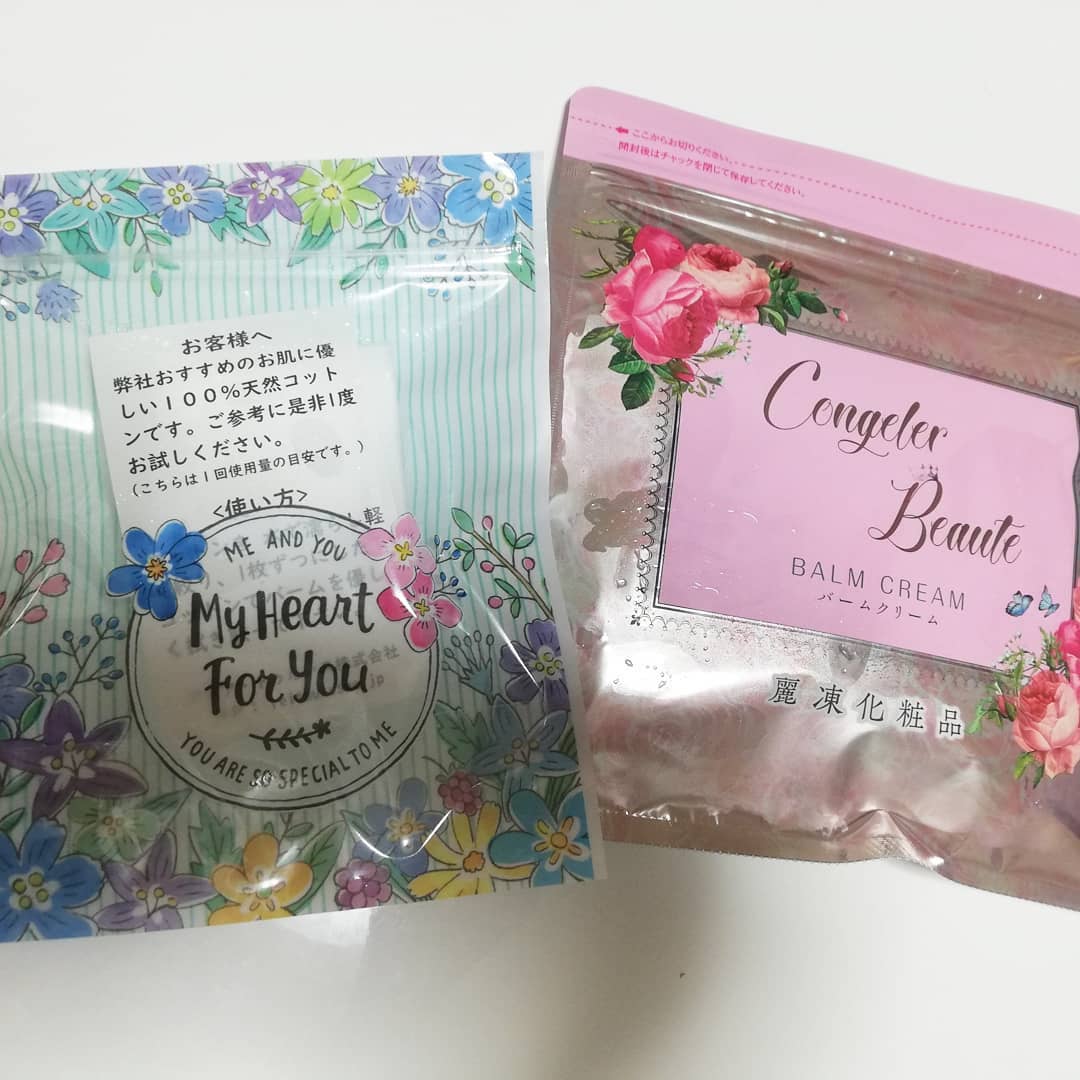 お客様へ
弊社おすすめのお肌に優
しい100%天然コット
ンです。ご参考に是非1度
お試しください。
(こちらは1回使用量の目安です。)
<使い方>
ME AND YOU
My Heart
For You
YOU ARE SO SPECIAL TO ME
ここからお切りください。
開封後はチャックを閉じて保存してください。
Congeler
Beaute
BALM CREAM
バームクリーム
麗凍化粧品